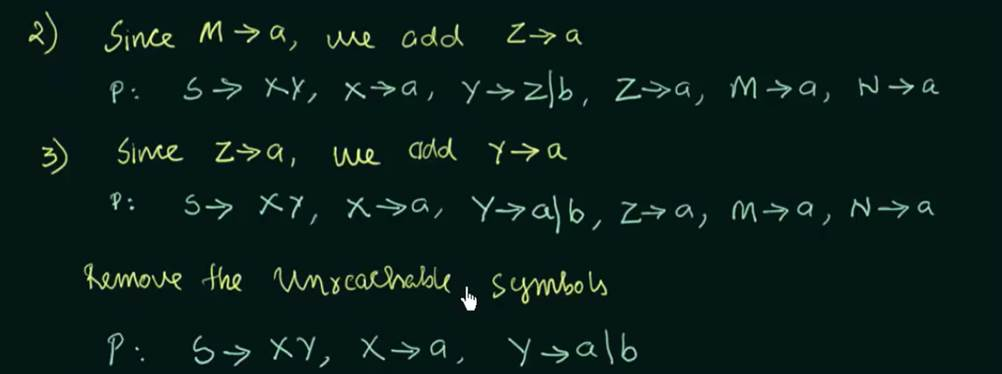 2) Since M→a, we add Z→a
P: S→ XY, X→a, Y→Z|b, Z→a, M→a, N→a
3) Since Z→a, we add Y→a
P: S→ XY, X→a, Y→a|b, Z→a, M→a, N→a
Remove the Unreachable symbols
P: S→ XY, X→a, Y→a|b